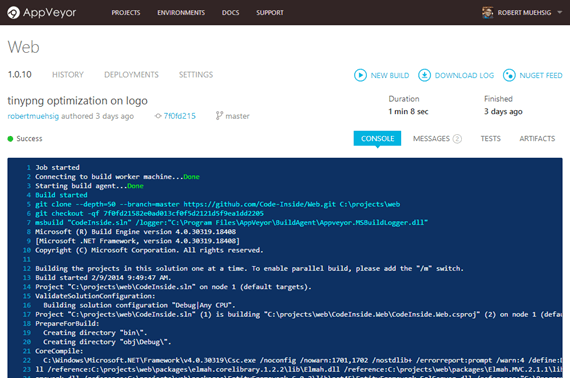 AppVeyor PROJECTS ENVIRONMENTS DOCS SUPPORT ROBERT MUEHSIG
Web
1.0.10 HISTORY DEPLOYMENTS SETTINGS NEW BUILD DOWNLOAD LOG NUGET FEED
tinypng optimization on logo Duration Finished
robertmuehsig authored 3 days ago 7f0fd215 master 1 min 8 sec 3 days ago
Success CONSOLE MESSAGES 2 TESTS ARTIFACTS
1 Job started
2 Connecting to build worker machine...Done
3 Starting build agent...Done
4 Build started
5 git clone --depth=50 --branch=master https://github.com/Code-Inside/Web.git C:\projects\web
6 git checkout -qf 7f0fd21582e0ad013cf0f5d2121d5f9ea1dd2205
7 msbuild "CodeInside.sln" /logger:"C:\Program Files\AppVeyor\BuildAgent\Appveyor.MSBuildLogger.dll"
8 Microsoft (R) Build Engine version 4.0.30319.18408
9 [Microsoft .NET Framework, version 4.0.30319.18408]
10 Copyright (C) Microsoft Corporation. All rights reserved.
11
12 Building the projects in this solution one at a time. To enable parallel build, please add the "/m" switch.
13 Build started 2/9/2014 9:49:47 AM.
14 Project "C:\projects\web\CodeInside.sln" on node 1 (default targets).
15 ValidateSolutionConfiguration:
16 Building solution configuration "Debug|Any CPU".
17 Project "C:\projects\web\CodeInside.sln" (1) is building "C:\projects\web\CodeInside.Web\CodeInside.Web.csproj" (2) on node 1 (defau
18 PrepareForBuild:
19 Creating directory "bin\".
20 Creating directory "obj\Debug\".
21 CoreCompile:
22 C:\Windows\Microsoft.NET\Framework\v4.0.30319\Csc.exe /noconfig /nowarn:1701,1702 /nostdlib+ /errorreport:prompt /warn:4 /define:D
ll /reference:C:\projects\web\packages\elmah.corelibrary.1.2.2\lib\Elmah.dll /reference:C:\projects\web\packages\Elmah.MVC.2.1.1\lib